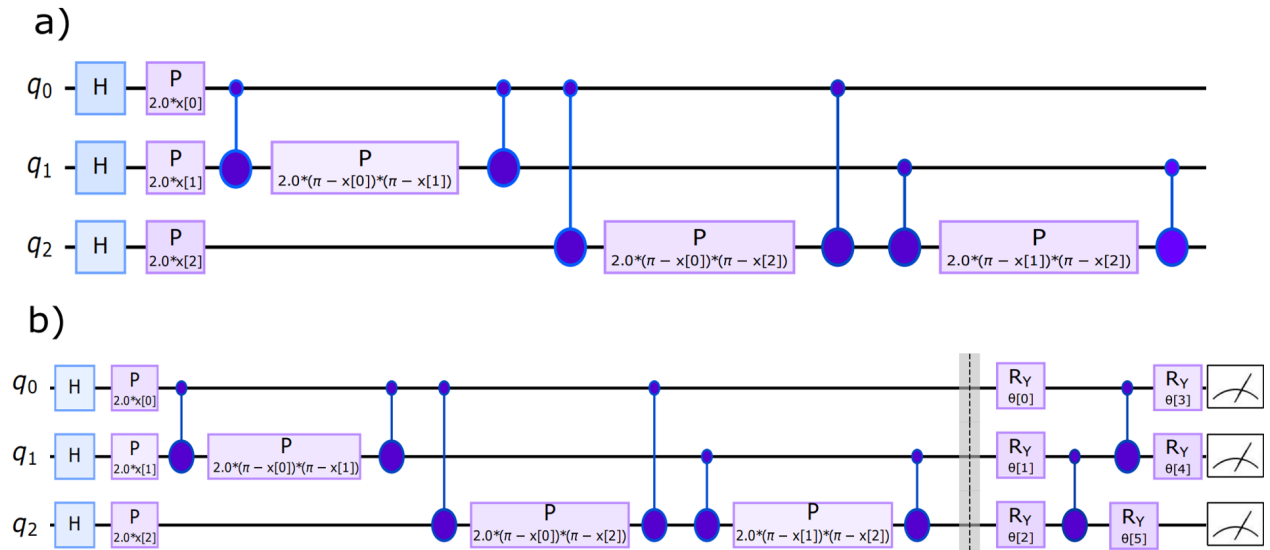 a)
q0 H P 2.0*x[0]
q1 H P 2.0*x[1] P 2.0*(π − x[0])*(π − x[1])
q2 H P 2.0*x[2] P 2.0*(π − x[0])*(π − x[2]) P 2.0*(π − x[1])*(π − x[2])
b)
q0 H P 2.0*x[0] RY θ[0] RY θ[3]
q1 H P 2.0*x[1] P 2.0*(π − x[0])*(π − x[1]) RY θ[1] RY θ[4]
q2 H P 2.0*x[2] P 2.0*(π − x[0])*(π − x[2]) P 2.0*(π − x[1])*(π − x[2]) RY θ[2] RY θ[5]